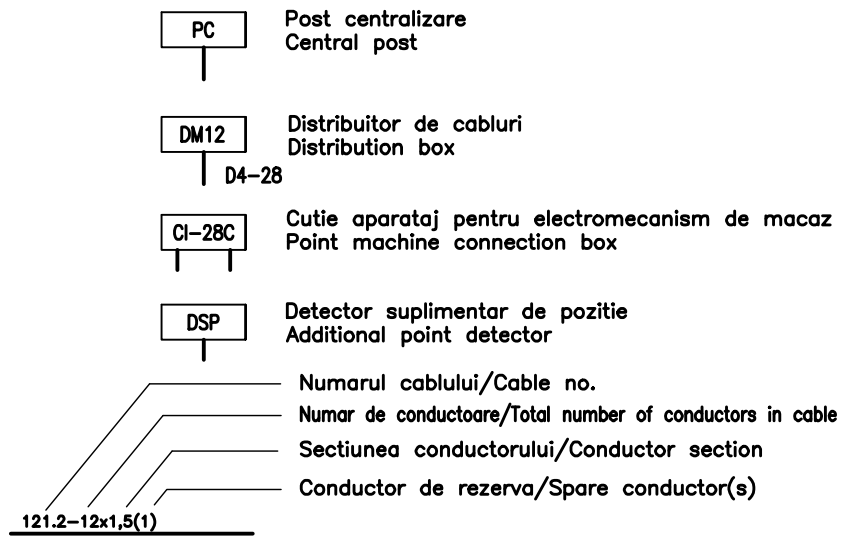 PC
Post centralizare
Central post
DM12
Distribuitor de cabluri
Distribution box
D4-28
CI-28C
Cutie aparataj pentru electromecanism de macaz
Point machine connection box
DSP
Detector suplimentar de pozitie
Additional point detector
Numarul cablului/Cable no.
Numar de conductoare/Total number of conductors in cable
Sectiunea conductorului/Conductor section
Conductor de rezerva/Spare conductor(s)
121.2-12x1,5(1)